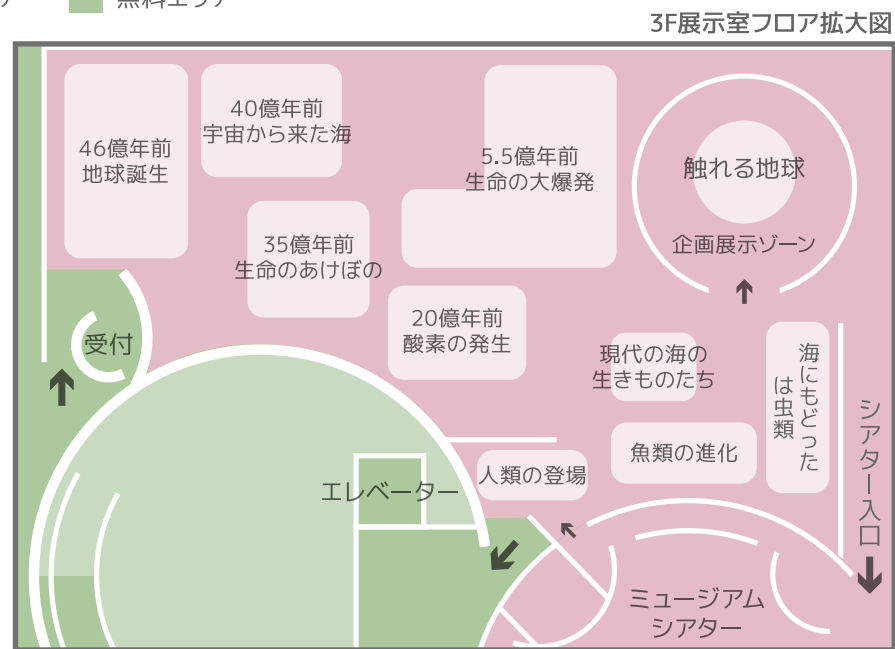 無料エリア
3F展示室フロア拡大図
46億年前
地球誕生
40億年前
宇宙から来た海
35億年前
生命のあけぼの
5.5億年前
生命の大爆発
20億年前
酸素の発生
触れる地球
企画展示ゾーン
受付
現代の海の
生きものたち
海にもどった
は虫類
魚類の進化
人類の登場
シアター入口
エレベーター
ミュージアム
シアター